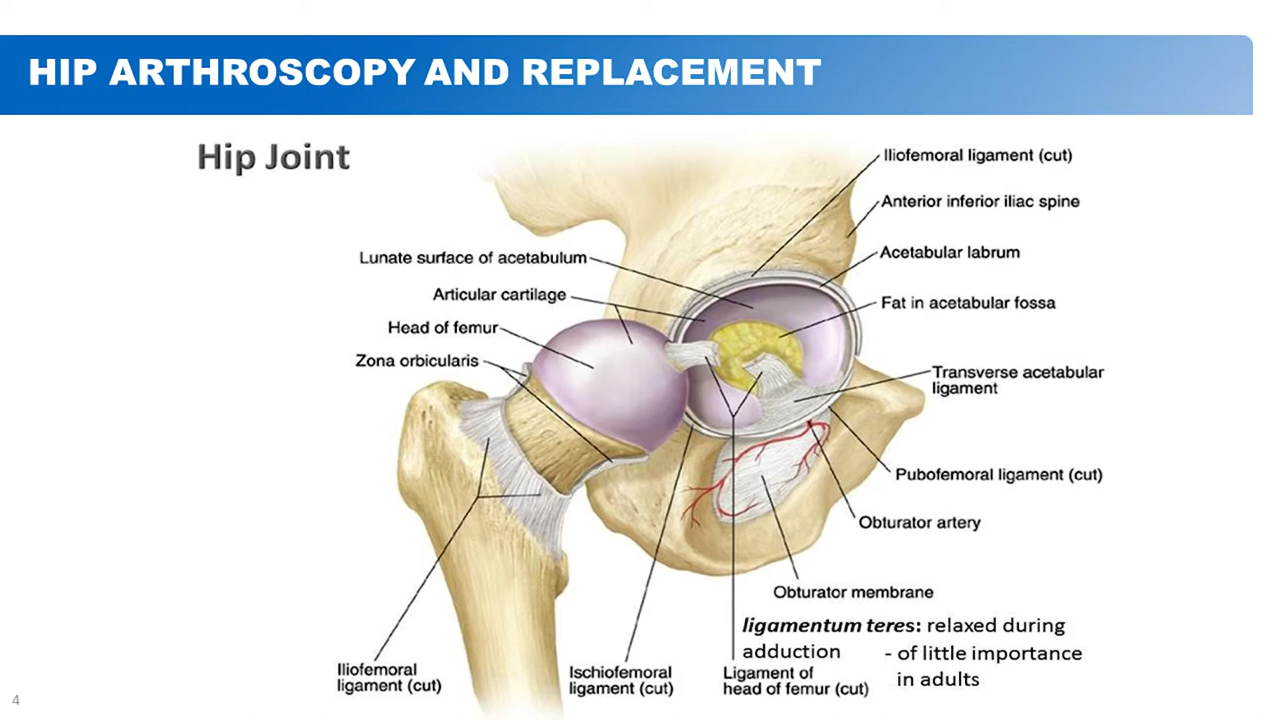 HIP ARTHROSCOPY AND REPLACEMENT
Hip Joint
Iliofemoral ligament (cut)
Anterior inferior iliac spine
Acetabular labrum
Fat in acetabular fossa
Transverse acetabular
ligament
Pubofemoral ligament (cut)
Obturator artery
Obturator membrane
Lunate surface of acetabulum
Articular cartilage
Head of femur
Zona orbicularis
Iliofemoral
ligament (cut)
Ischiofemoral
ligament (cut)
Ligament of
head of femur (cut)
ligamentum teres: relaxed during
adduction - of little importance
in adults
4